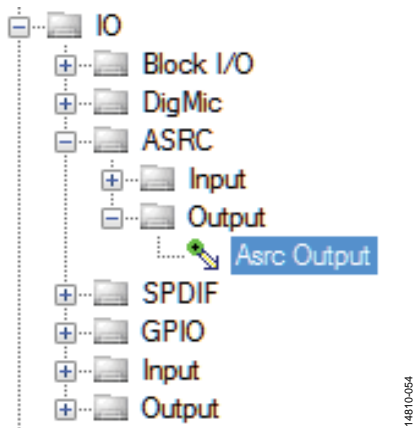 IO
Block I/O
DigMic
ASRC
Input
Output
Asrc Output
SPDIF
GPIO
Input
Output
14810-054